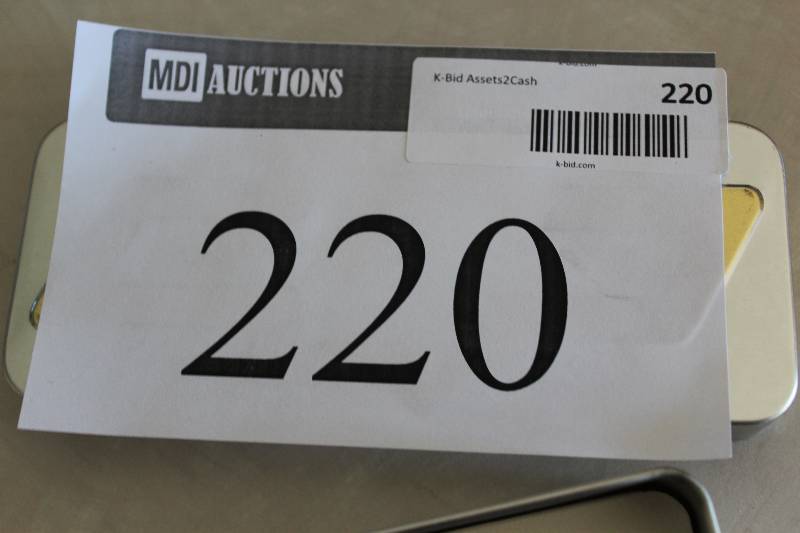 MDI AUCTIONS
K-Bid Assets2Cash
220
k-bid.com
220